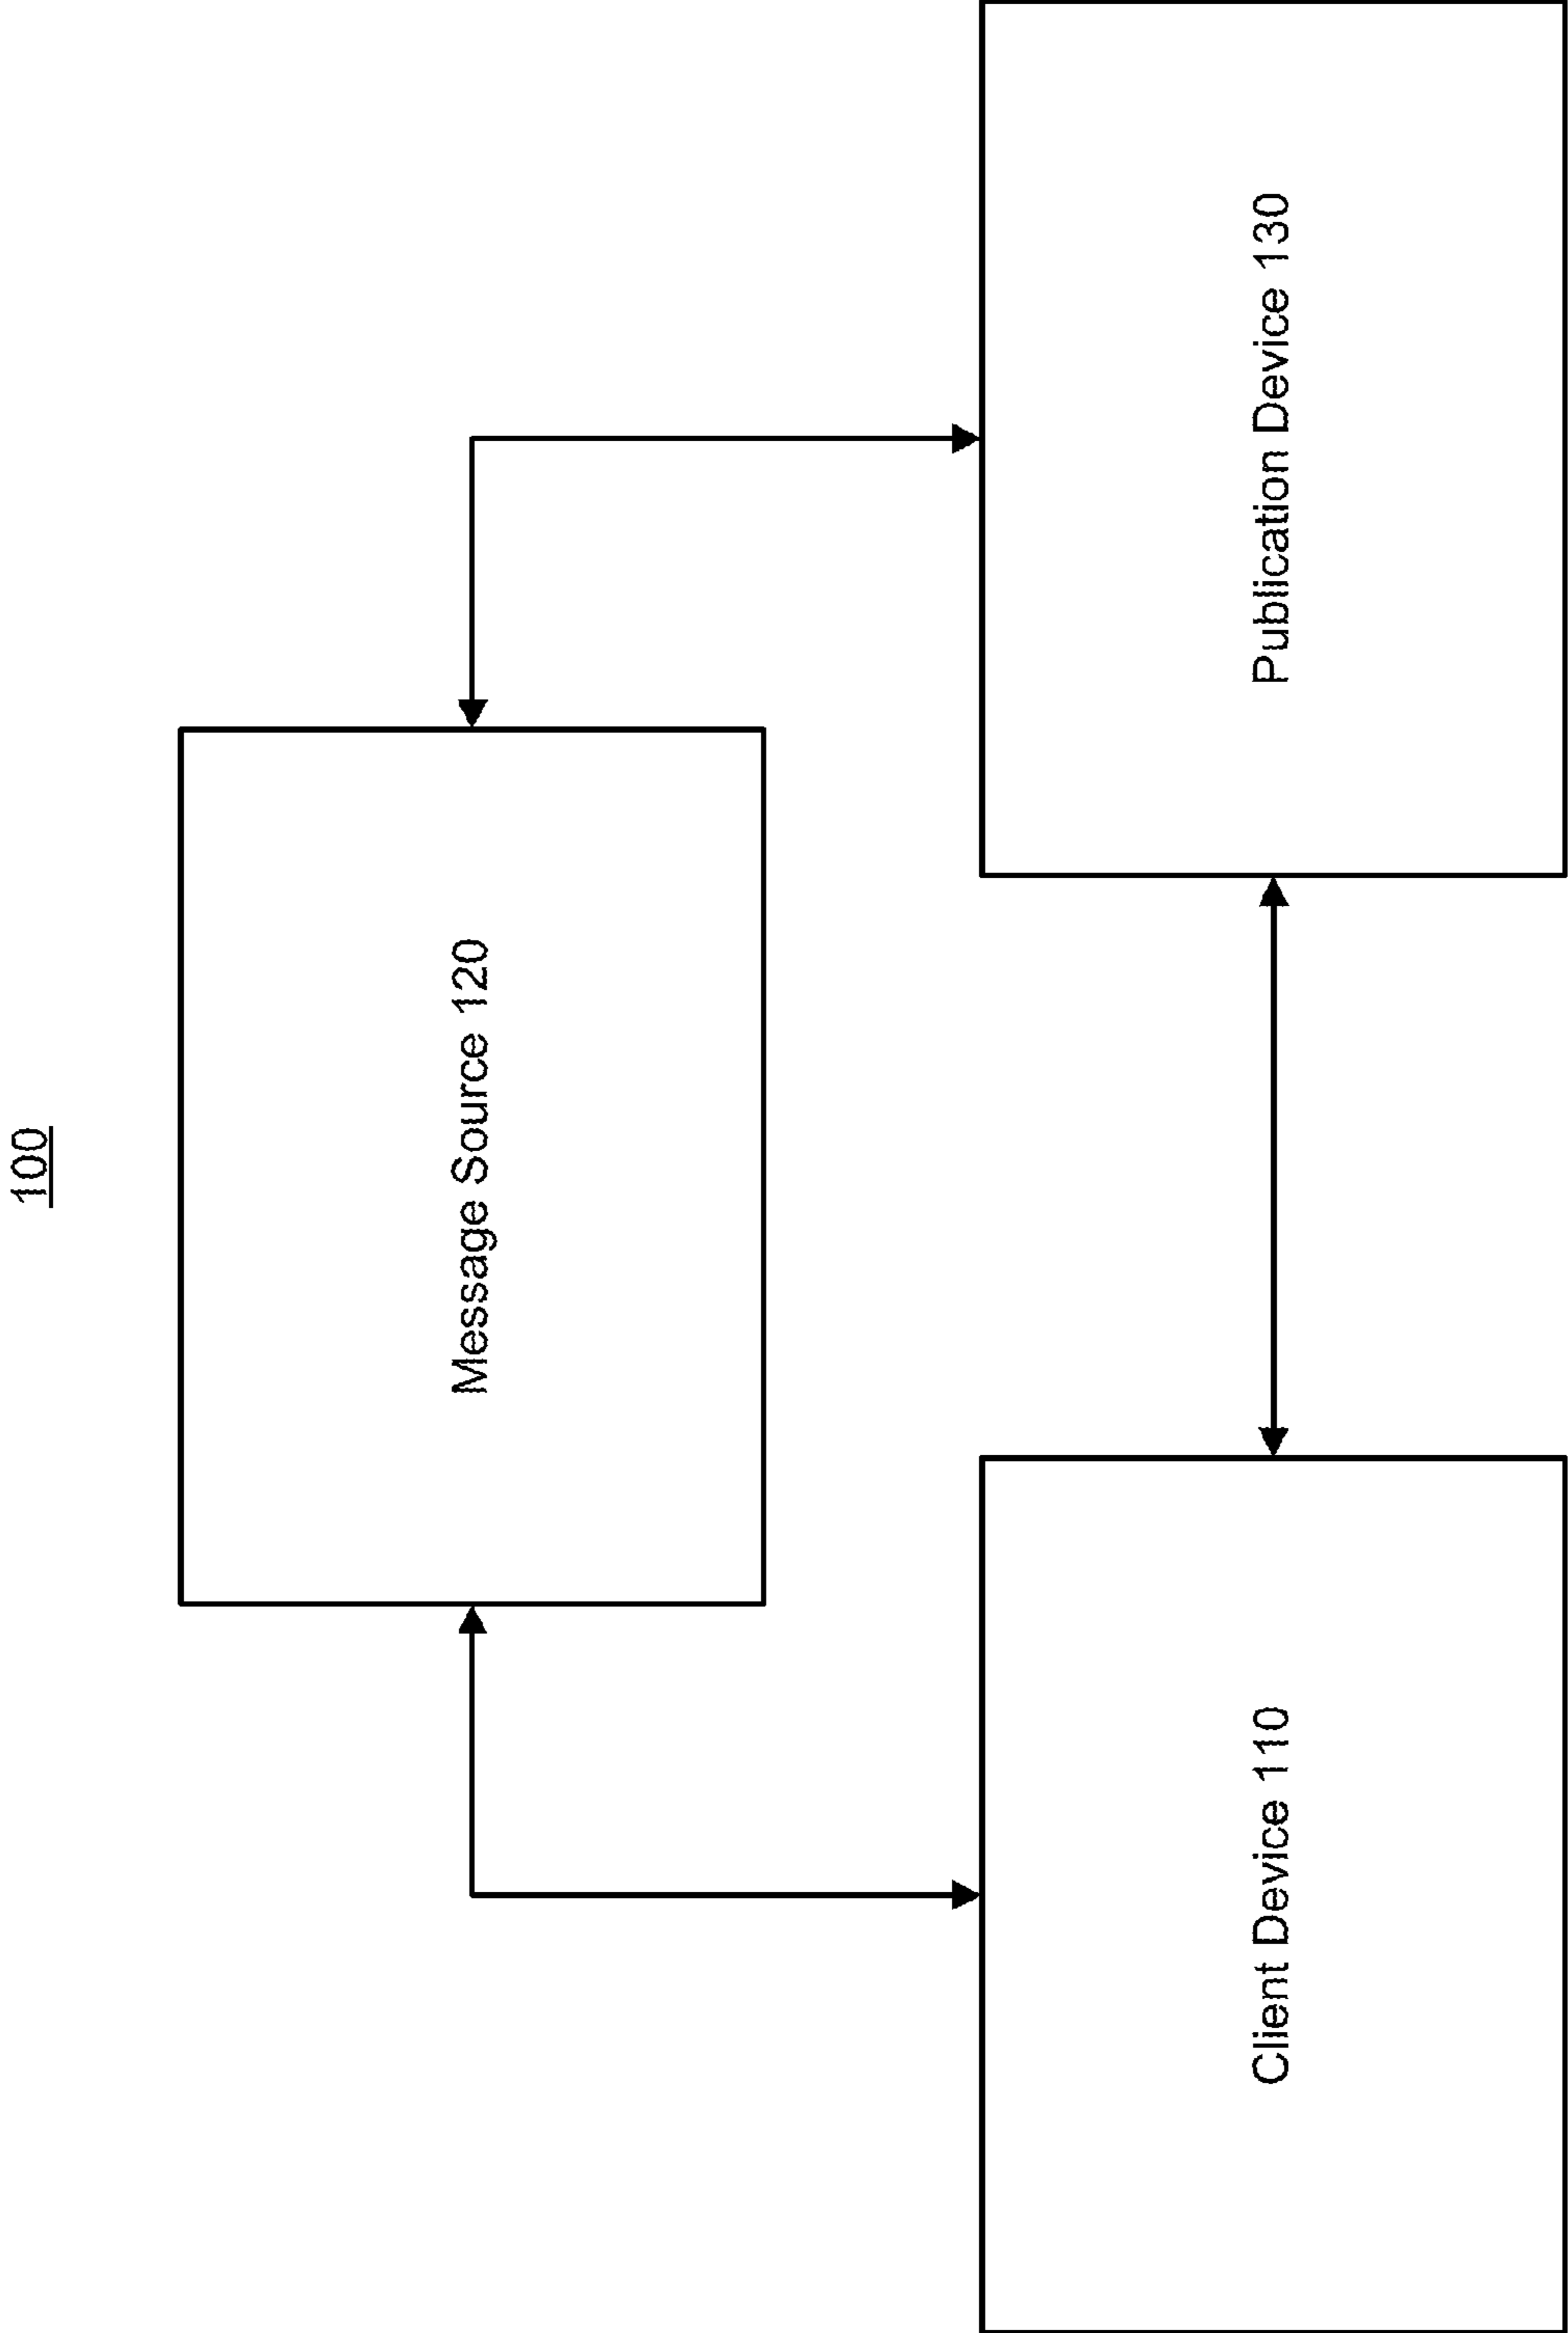 100
Message Source 120
Client Device 110
Publication Device 130